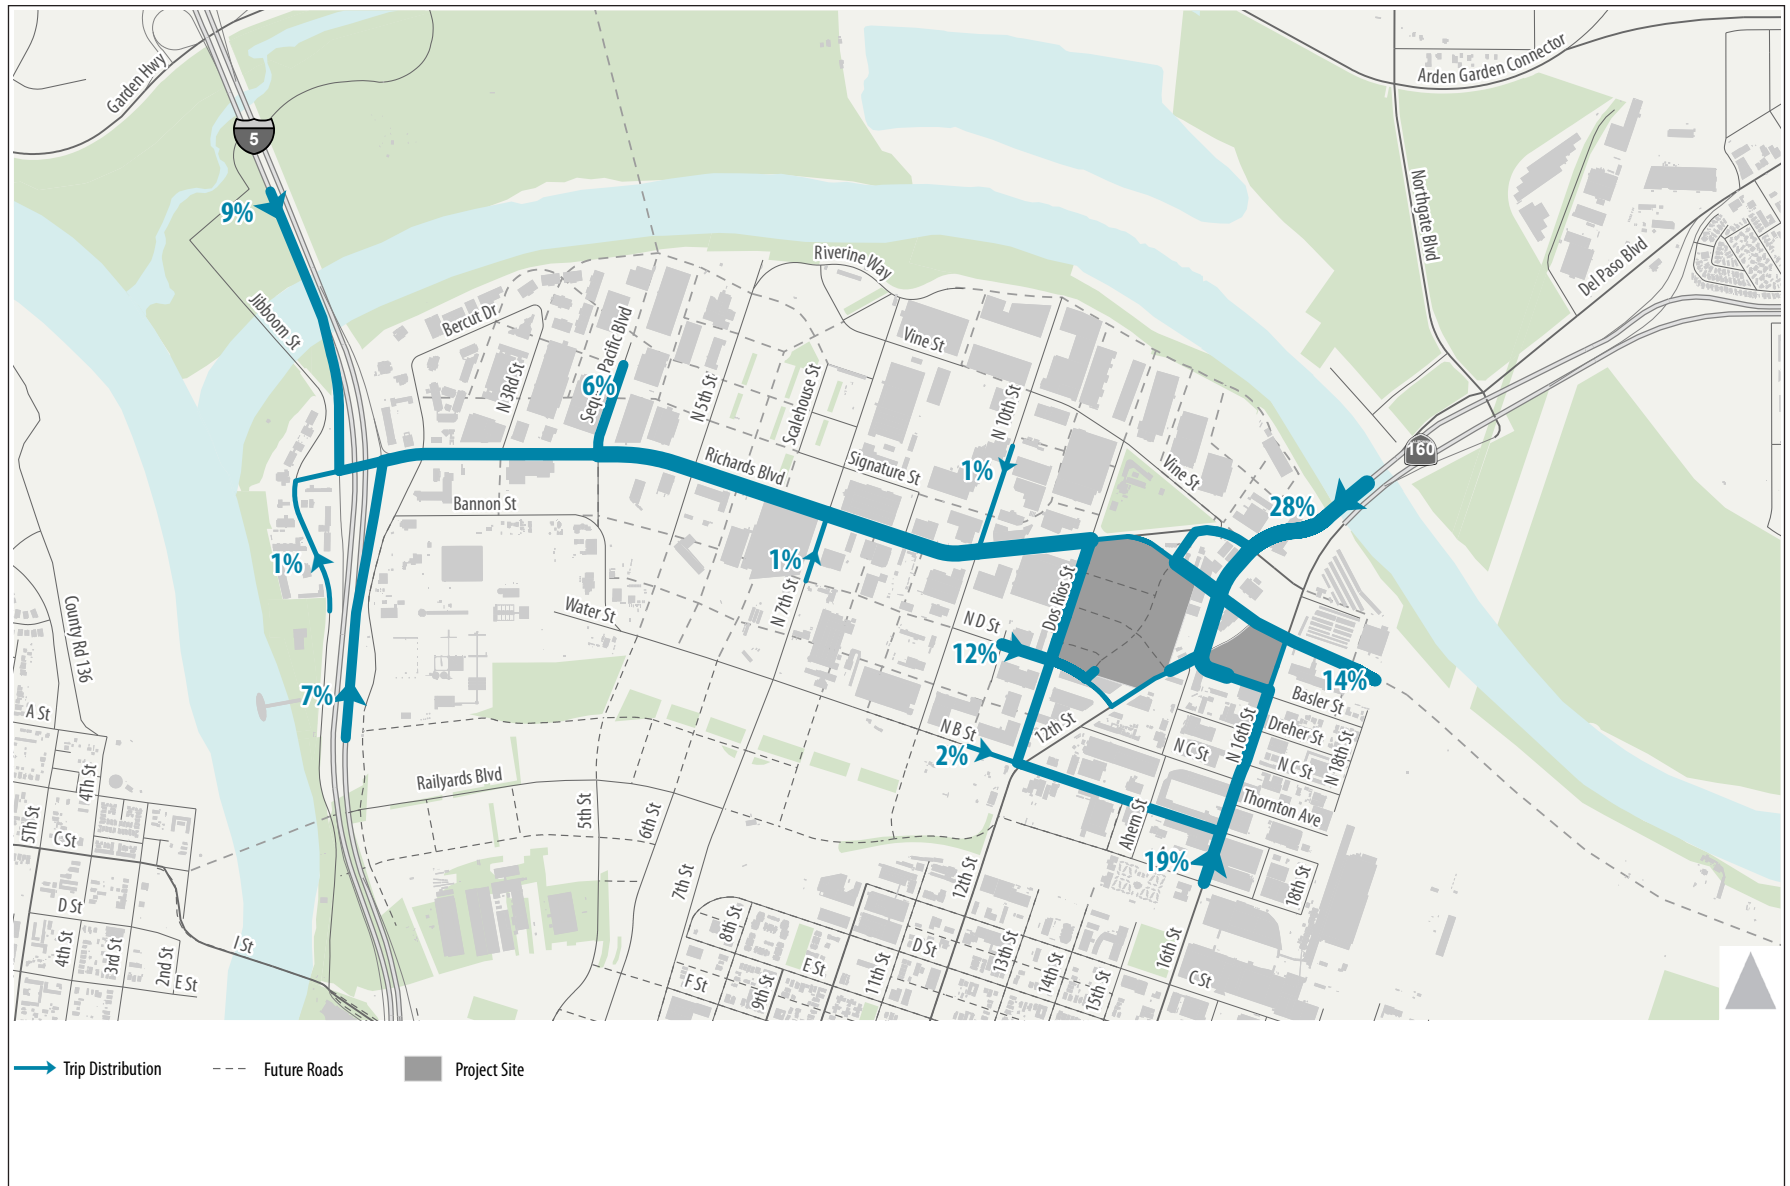 Garden Hwy
Arden Garden Connector
5
9%
Northgate Blvd
Del Paso Blvd
Riverine Way
Jibboom St
Bercut Dr
Vine St
Pacific Blvd
6%
N 3Rd St
N 5th St
Scalehouse St
N 10th St
160
Richards Blvd
Signature St
1%
Vine St
28%
Bannon St
1%
1%
N 7th St
Water St
Dos Rios St
N D St
12%
County Rd 136
7%
14%
Basler St
A St
N B St
12th St
Dreher St
N 16th St
N C St
N C St
N 18th St
2%
Railyards Blvd
4Th St
5Th St
C St
5th St
6th St
Thornton Ave
Ahern St
19%
7th St
12th St
18th St
D St
I St
4th St
3rd St
2nd St
E St
8th St
9th St
F St
E St
11th St
D St
13th St
14th St
15th St
16th St
C St
Trip Distribution
Future Roads
Project Site